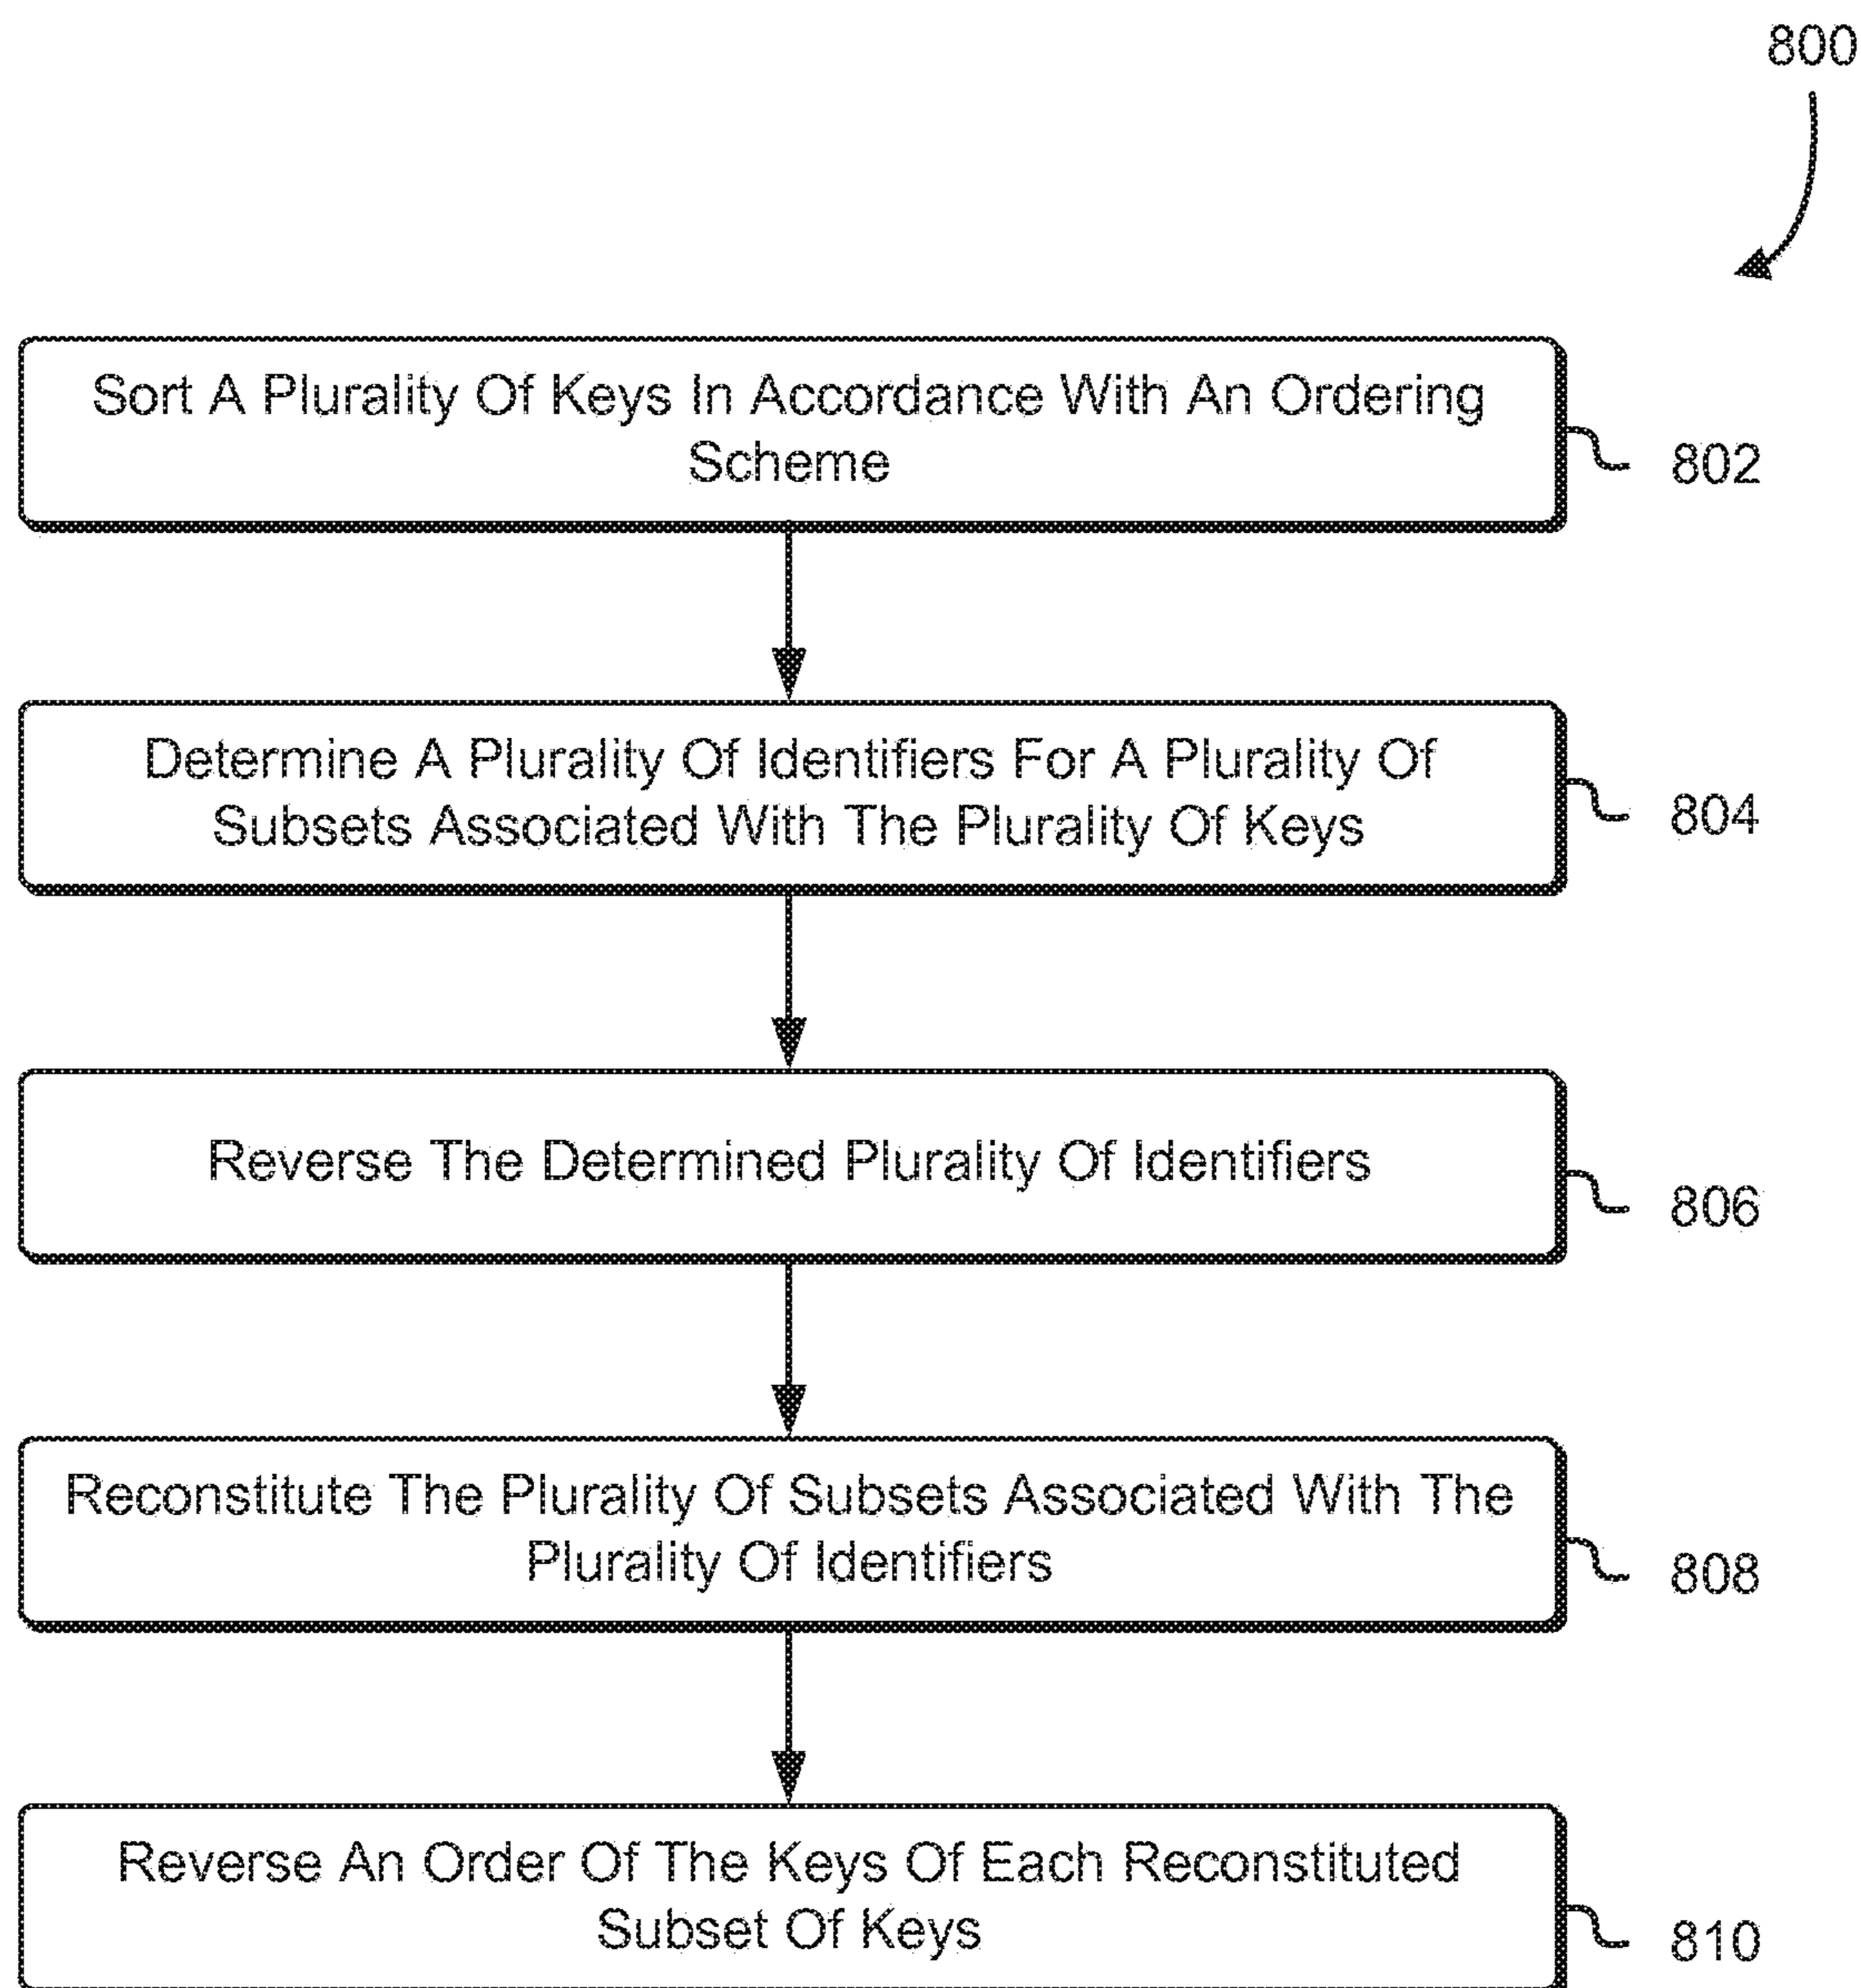 800
Sort A Plurality Of Keys In Accordance With An Ordering
Scheme
802
Determine A Plurality Of Identifiers For A Plurality Of
Subsets Associated With The Plurality Of Keys
804
Reverse The Determined Plurality Of Identifiers
806
Reconstitute The Plurality Of Subsets Associated With The
Plurality Of Identifiers
808
Reverse An Order Of The Keys Of Each Reconstituted
Subset Of Keys
810